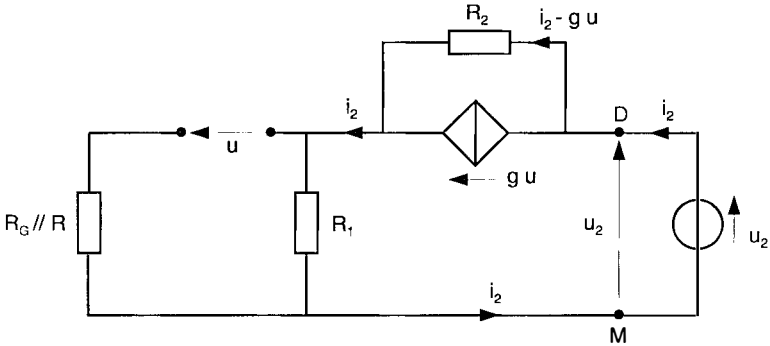 R₂
i₂ - g u
i₂
D
i₂
u
g u
R_G // R
R₁
u₂
u₂
i₂
M